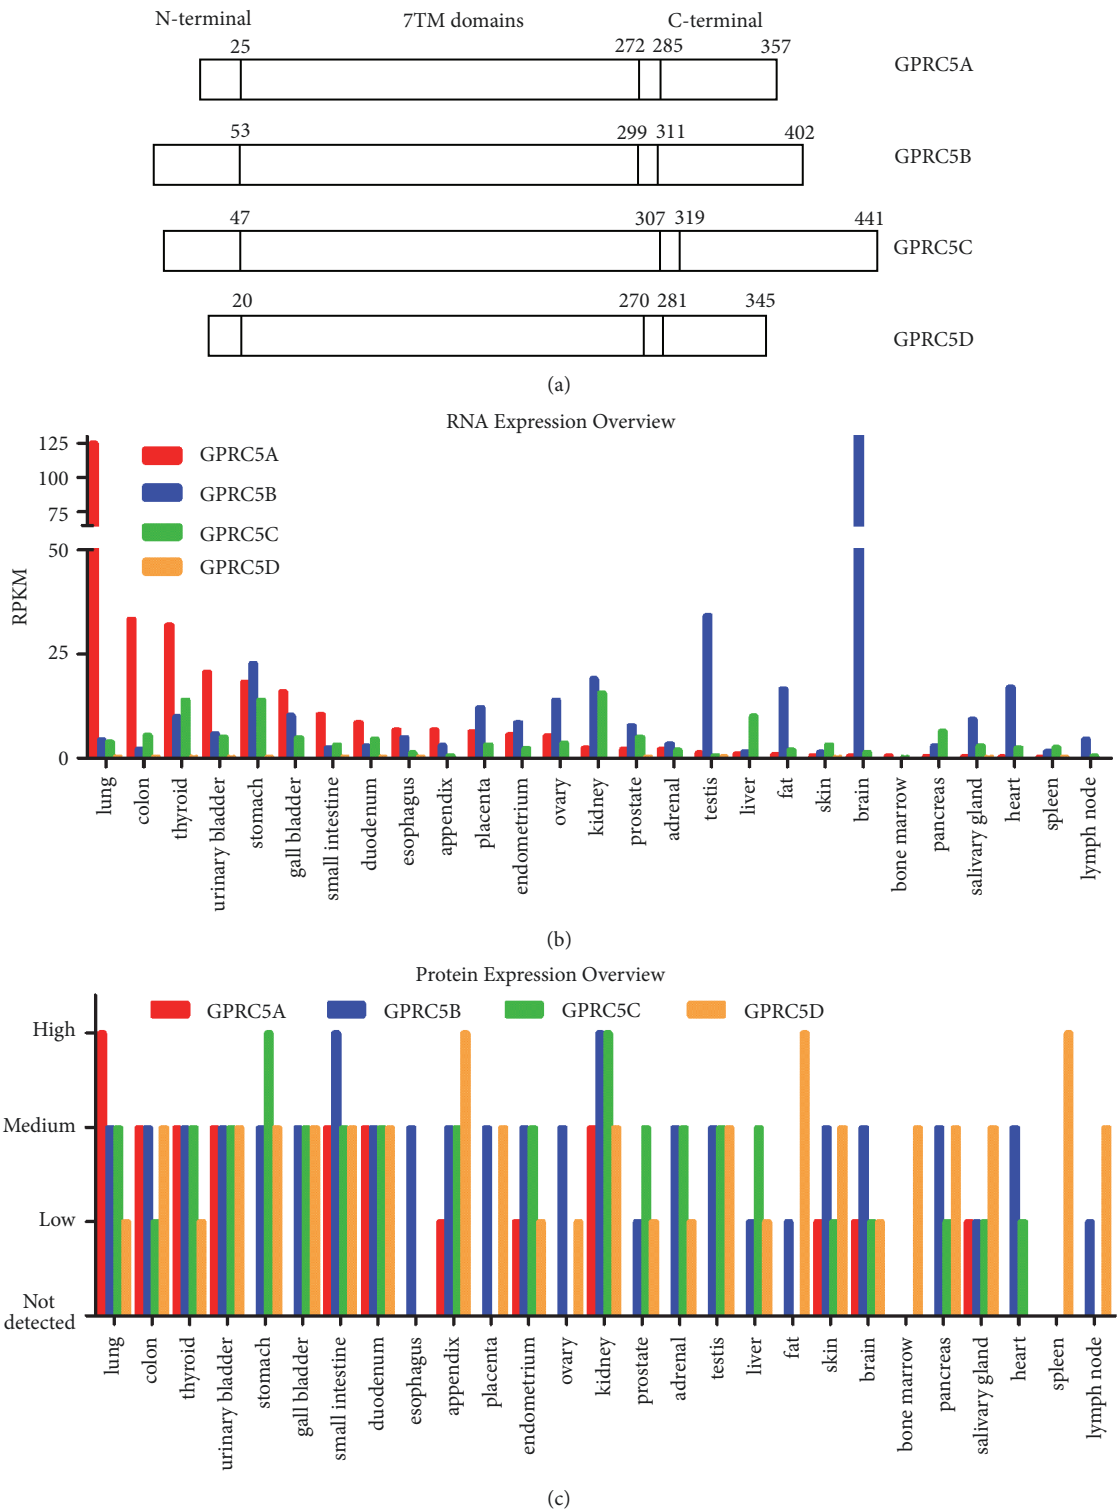 N-terminal 7TM domains C-terminal
25 272 285 357
GPRC5A
53 299 311 402
GPRC5B
47 307 319 441
GPRC5C
20 270 281 345
GPRC5D
(a)
RNA Expression Overview
RPKM
125
100
75
50
25
0
GPRC5A
GPRC5B
GPRC5C
GPRC5D
lung
colon
thyroid
urinary bladder
stomach
gall bladder
small intestine
duodenum
esophagus
appendix
placenta
endometrium
ovary
kidney
prostate
adrenal
testis
liver
fat
skin
brain
bone marrow
pancreas
salivary gland
heart
spleen
lymph node
(b)
Protein Expression Overview
GPRC5A GPRC5B GPRC5C GPRC5D
High
Medium
Low
Not
detected
lung
colon
thyroid
urinary bladder
stomach
gall bladder
small intestine
duodenum
esophagus
appendix
placenta
endometrium
ovary
kidney
prostate
adrenal
testis
liver
fat
skin
brain
bone marrow
pancreas
salivary gland
heart
spleen
lymph node
(c)